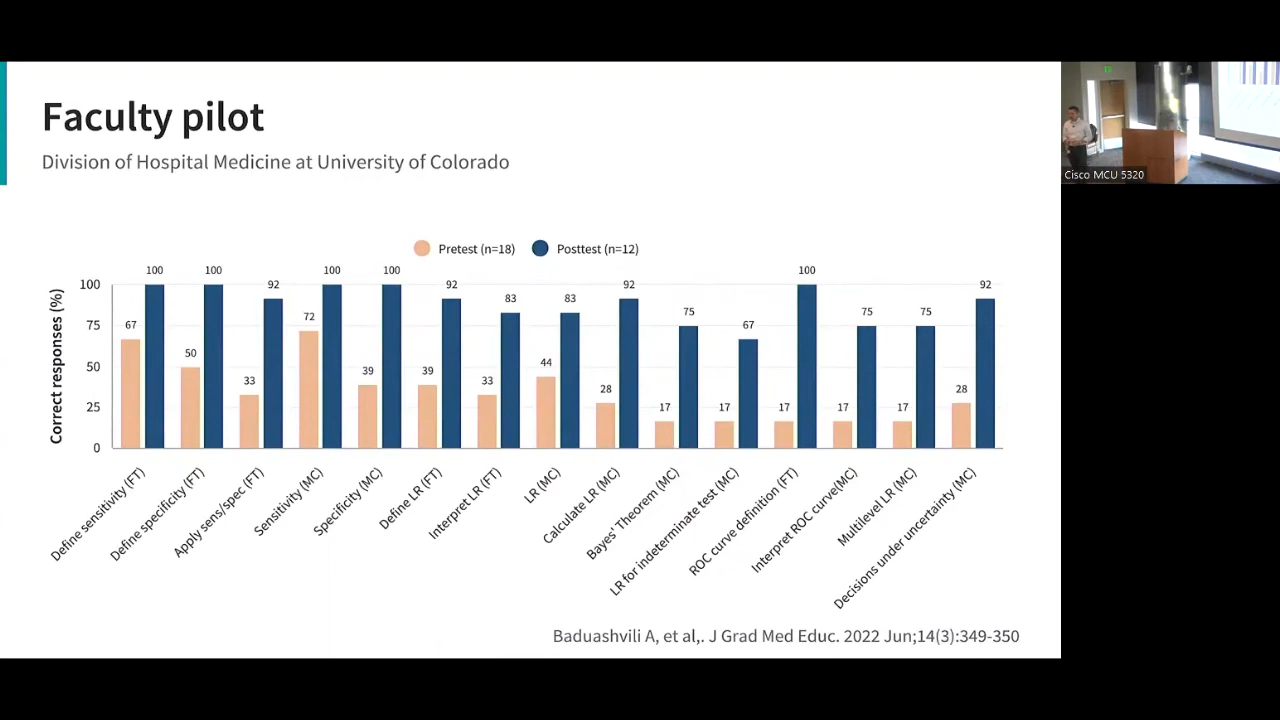 Faculty pilot
Division of Hospital Medicine at University of Colorado
Pretest (n=18) Posttest (n=12)
Correct responses (%)
100
75
50
25
0
67 100
50 100
33 92
72 100
39 100
39 92
33 83
44 83
28 92
17 75
17 67
17 100
17 75
17 75
28 92
Define sensitivity (FT)
Define specificity (FT)
Apply sens/spec (FT)
Sensitivity (MC)
Specificity (MC)
Define LR (FT)
Interpret LR (FT)
LR (MC)
Calculate LR (MC)
Bayes' Theorem (MC)
LR for indeterminate test (MC)
ROC curve definition (FT)
Interpret ROC curve(MC)
Multilevel LR (MC)
Decisions under uncertainty (MC)
Baduashvili A, et al,. J Grad Med Educ. 2022 Jun;14(3):349-350
Cisco MCU 5320